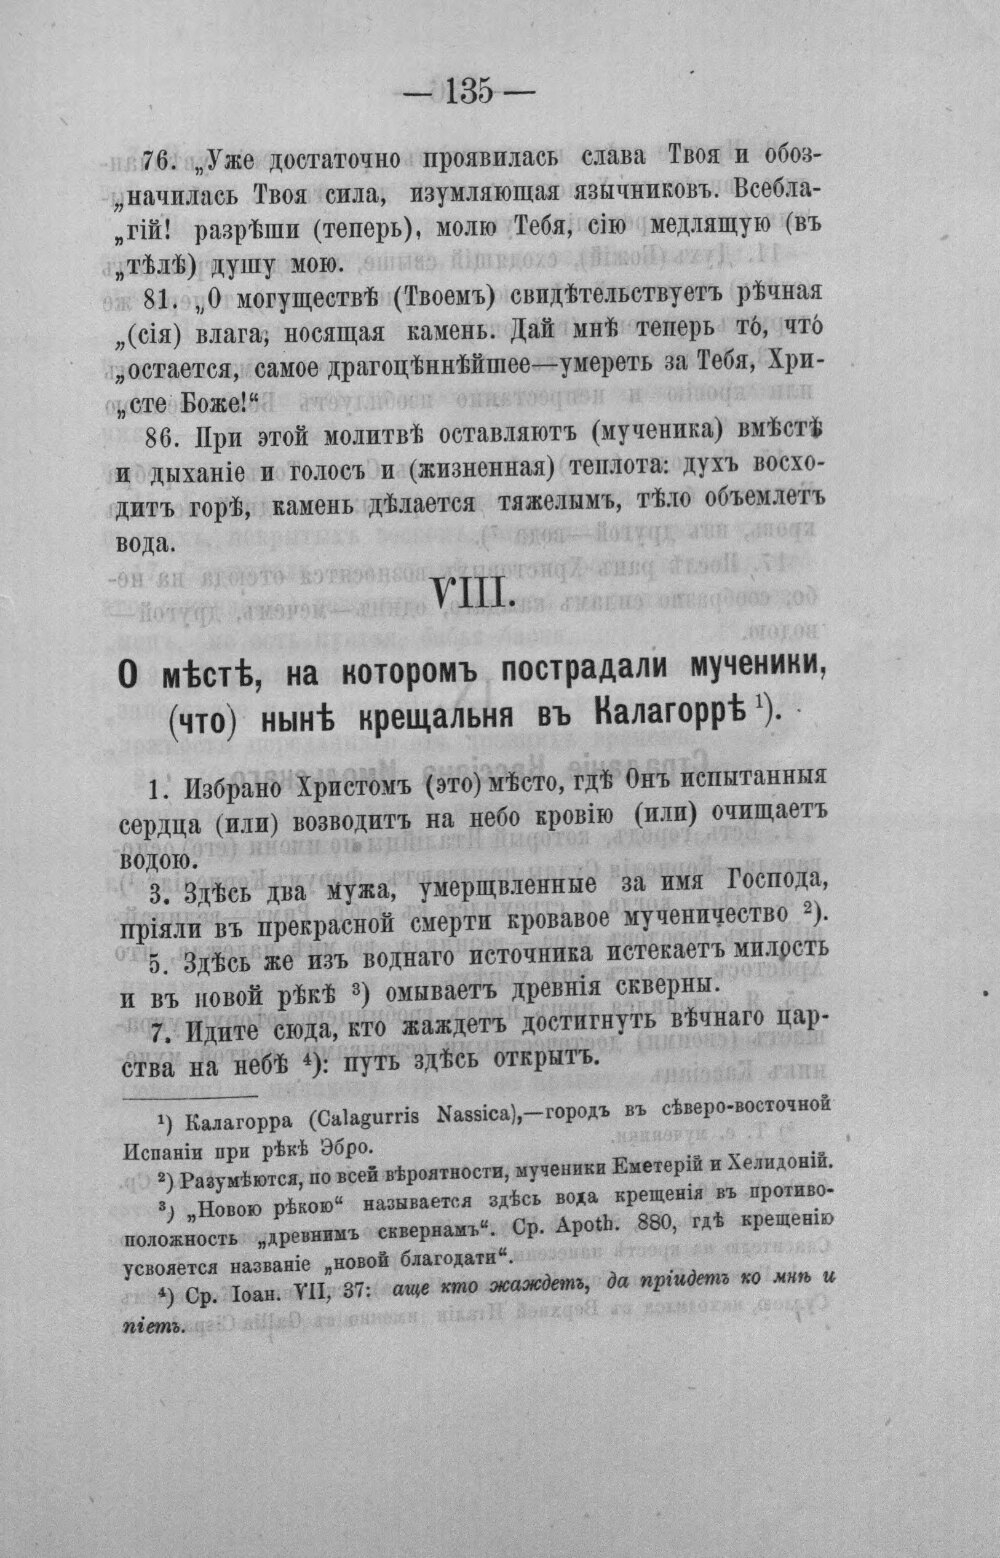 — 135 —
76. „Уже достаточно проявилась слава Твоя и обоз-
„начилась Твоя сила, изумляющая язычниковъ. Всебла-
„гій! разрѣши (теперь), молю Тебя, сію медлящую (въ
„тѣлѣ) душу мою.
81. „О могуществѣ (Твоемъ) свидѣтельствуетъ рѣчная
„(сія) влага, носящая камень. Дай мнѣ теперь то́, что́
„остается, самое драгоцѣннѣйшее—умереть за Тебя, Хри-
„сте Боже!“
86. При этой молитвѣ оставляютъ (мученика) вмѣстѣ
и дыханіе и голосъ и (жизненная) теплота: духъ восхо-
дитъ горѣ, камень дѣлается тяжелымъ, тѣло объемлетъ
вода.
VIII.
О мѣстѣ, на которомъ пострадали мученики,
(что) нынѣ крещальня въ Калагоррѣ ¹).
1. Избрано Христомъ (это) мѣсто, гдѣ Онъ испытанныя
сердца (или) возводитъ на небо кровію (или) очищаетъ
водою.
3. Здѣсь два мужа, умерщвленные за имя Господа,
пріяли въ прекрасной смерти кровавое мученичество ²).
5. Здѣсь же изъ воднаго источника истекаетъ милость
и въ новой рѣкѣ ³) омываетъ древнія скверны.
7. Идите сюда, кто жаждетъ достигнуть вѣчнаго цар-
ства на небѣ ⁴): путь здѣсь открытъ.
¹) Калагорра (Calagurris Nassica),—городъ въ сѣверо-восточной
Испаніи при рѣкѣ Эбро.
²) Разумѣются, по всей вѣроятности, мученики Еметерій и Хелидоній.
³) „Новою рѣкою“ называется здѣсь вода крещенія въ противо-
положность „древнимъ сквернамъ“. Ср. Apoth. 880, гдѣ крещенію
усвояется названіе „новой благодати“.
⁴) Ср. Іоан. VII, 37: аще кто жаждетъ, да пріидетъ ко мнѣ и
піетъ.